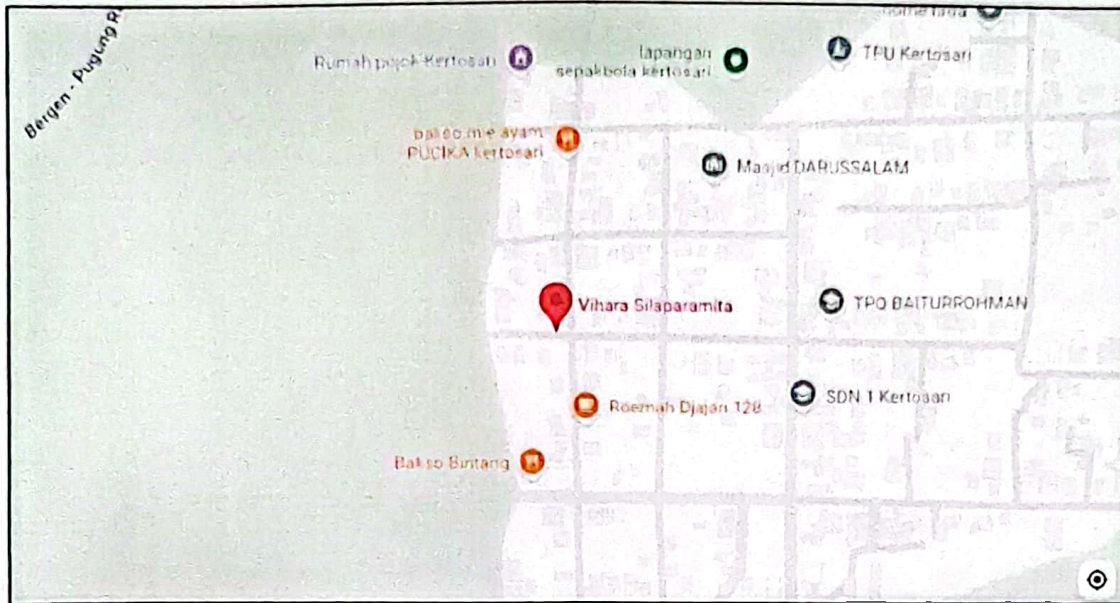 Bergen - Pugung R
Rumah pojok Kertosari
lapangan
sepakbola kertosari
TPU Kertosari
bakso mie ayam
PUCIKA kertosari
Masjid DARUSSALAM
Vihara Silaparamita
TPQ BAITURROHMAN
Roemah Djajan 128
SDN 1 Kertosari
Bakso Bintang